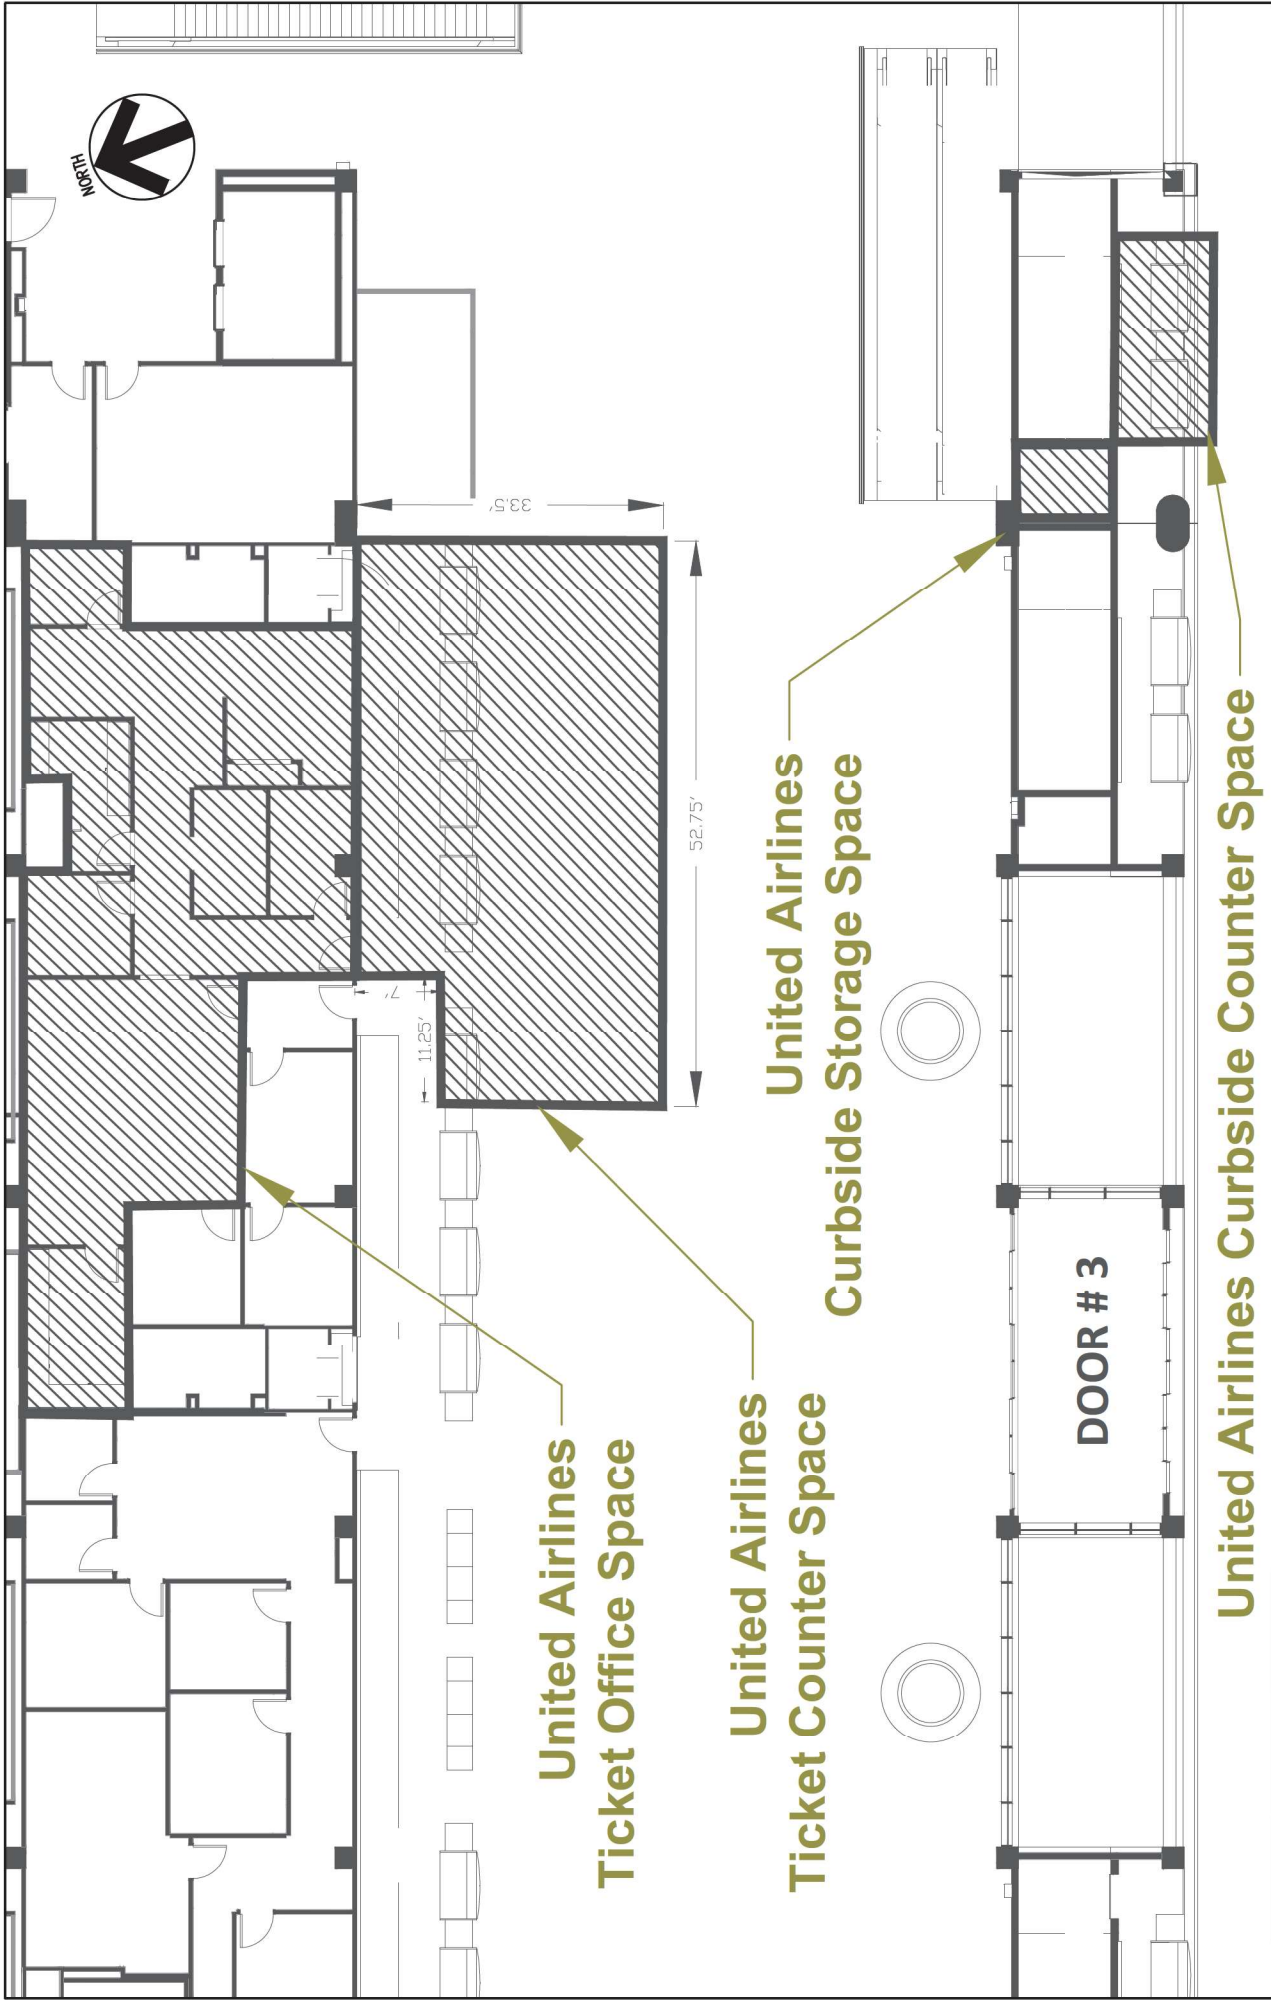 NORTH
33.5'
52.75'
7'
11.25'
United Airlines
Ticket Office Space
United Airlines
Ticket Counter Space
United Airlines
Curbside Storage Space
DOOR # 3
United Airlines Curbside Counter Space